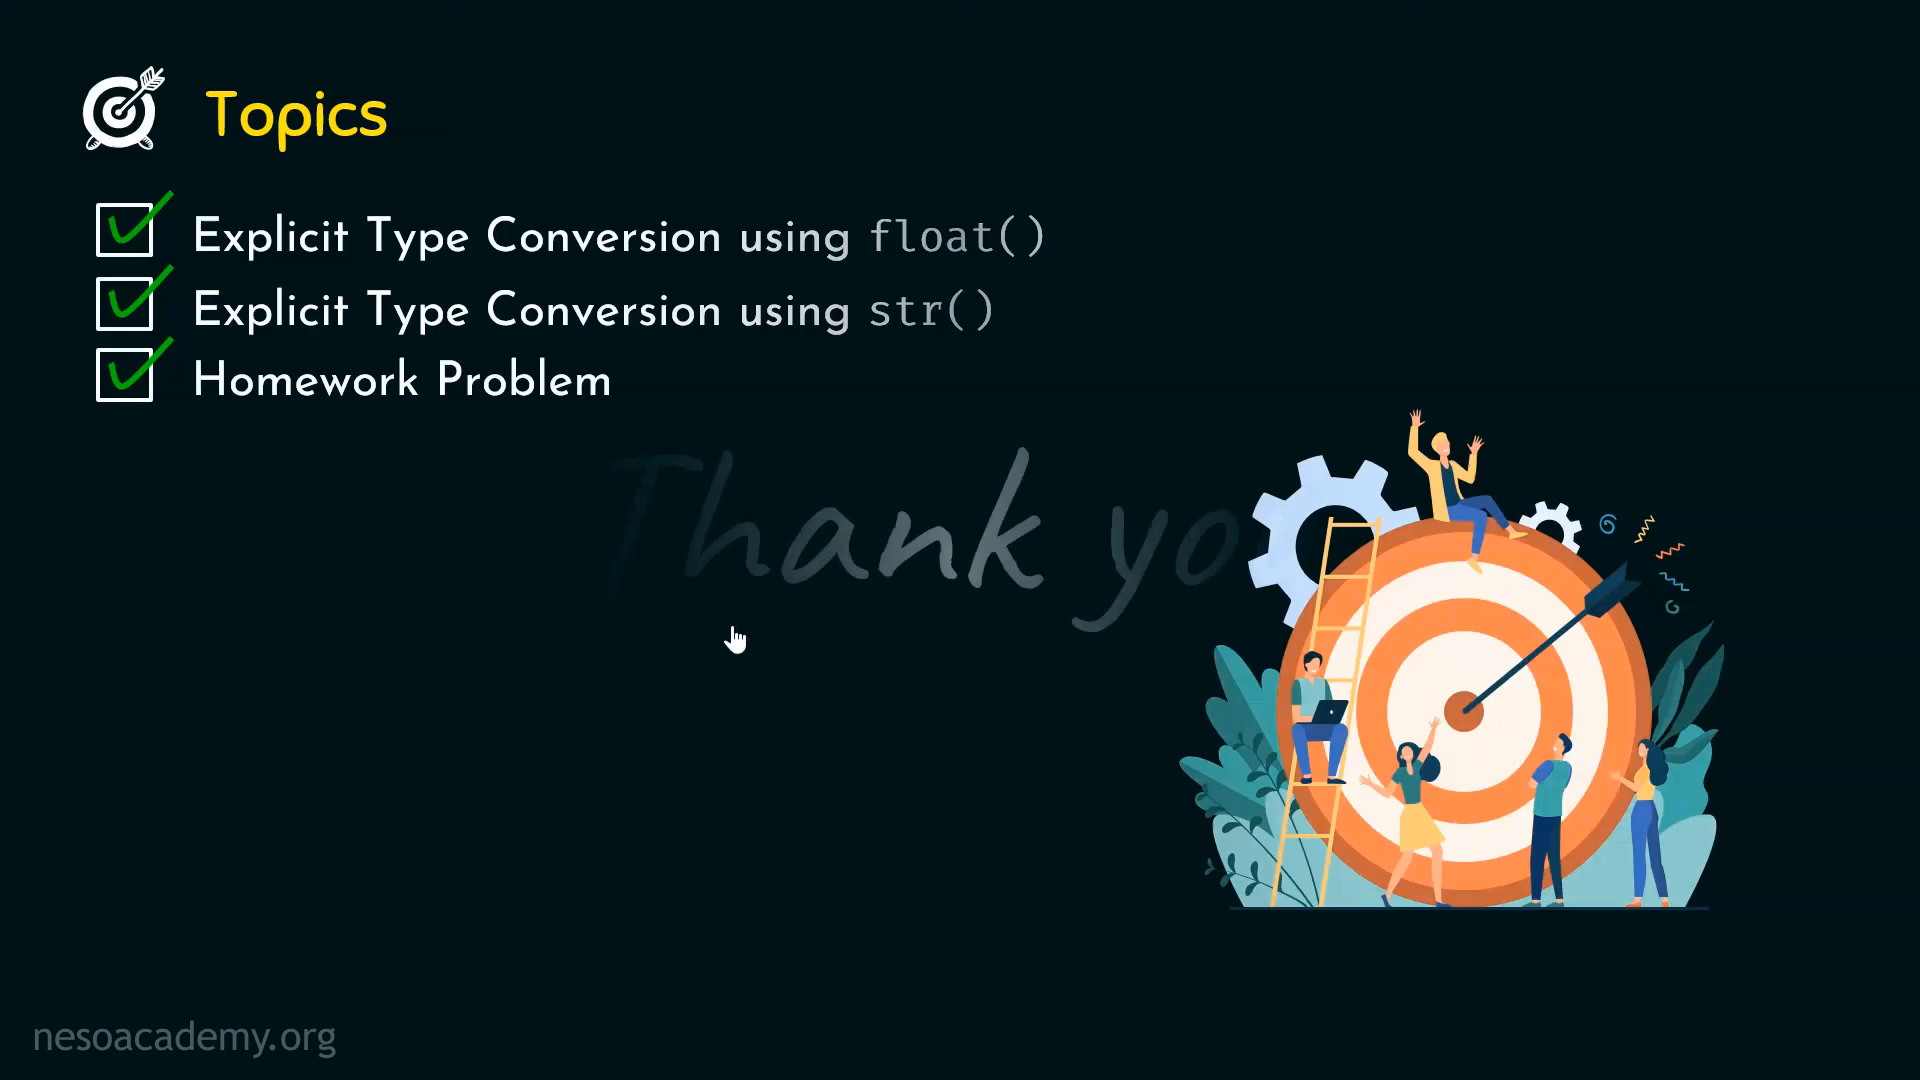 Topics
Explicit Type Conversion using float()
Explicit Type Conversion using str()
Homework Problem
Thank yo
nesoacademy.org